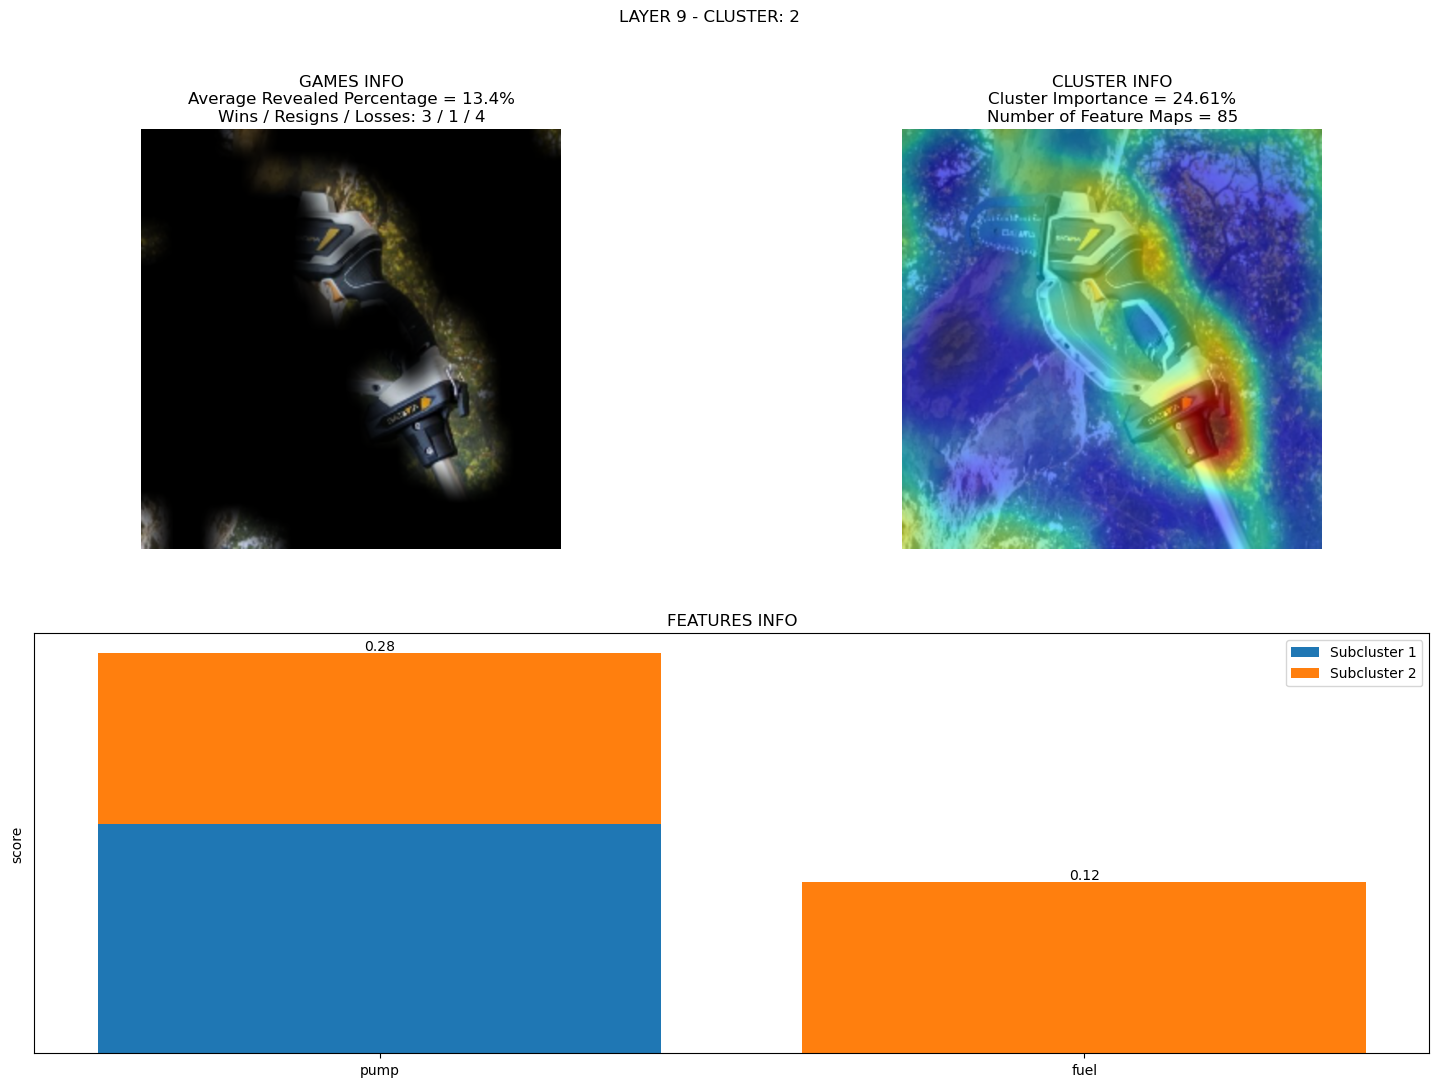 LAYER 9 - CLUSTER: 2
GAMES INFO
Average Revealed Percentage = 13.4%
Wins / Resigns / Losses: 3 / 1 / 4
CLUSTER INFO
Cluster Importance = 24.61%
Number of Feature Maps = 85
FEATURES INFO
0.28
Subcluster 1
Subcluster 2
0.12
score
pump
fuel